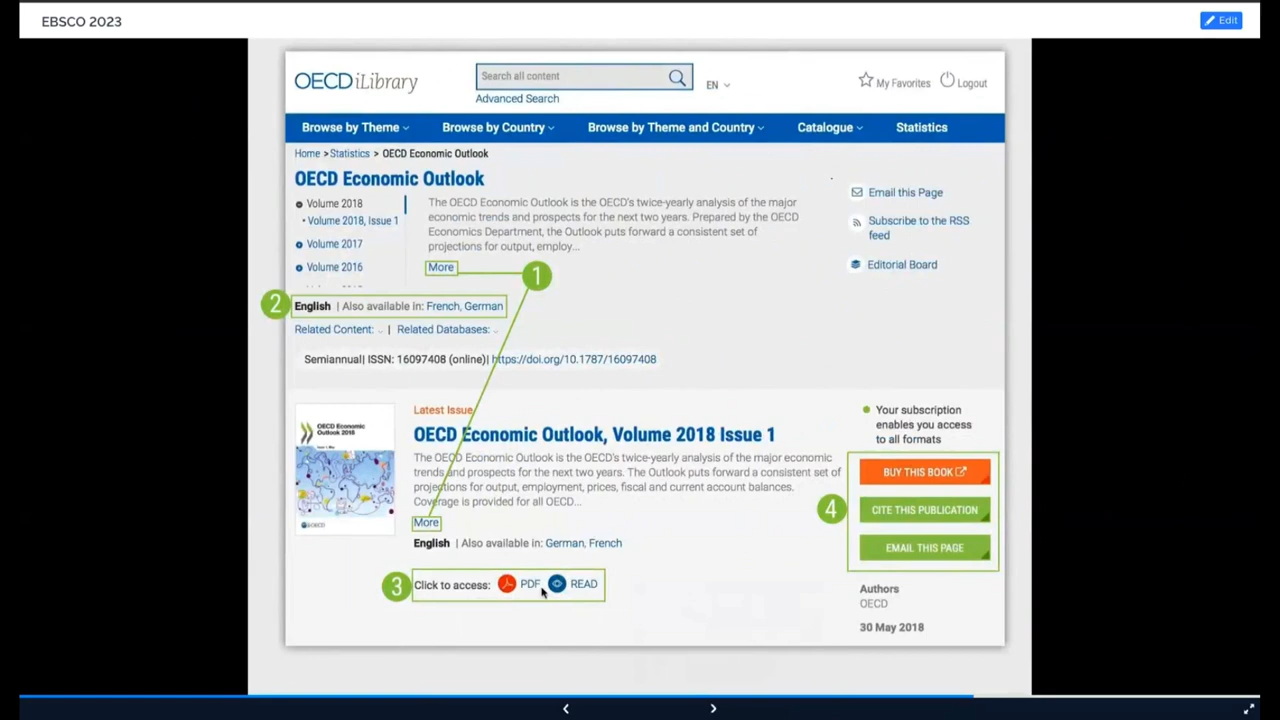 EBSCO 2023
Edit
OECDiLibrary
Search all content
EN
My Favorites
Logout
Advanced Search
Browse by Theme
Browse by Country
Browse by Theme and Country
Catalogue
Statistics
Home > Statistics > OECD Economic Outlook
OECD Economic Outlook
Volume 2018
• Volume 2018, Issue 1
Volume 2017
Volume 2016
The OECD Economic Outlook is the OECD's twice-yearly analysis of the major
economic trends and prospects for the next two years. Prepared by the OECD
Economics Department, the Outlook puts forward a consistent set of
projections for output, employ...
More
1
Email this Page
Subscribe to the RSS
feed
Editorial Board
2
English | Also available in: French, German
Related Content: | Related Databases:
Semiannual| ISSN: 16097408 (online)| https://doi.org/10.1787/16097408
OECD Economic
Outlook 2018
OECD
Latest Issue
OECD Economic Outlook, Volume 2018 Issue 1
The OECD Economic Outlook is the OECD's twice-yearly analysis of the major economic
trends and prospects for the next two years. The Outlook puts forward a consistent set of
projections for output, employment, prices, fiscal and current account balances.
Coverage is provided for all OECD...
More
English | Also available in: German, French
3
Click to access: PDF READ
Your subscription
enables you access
to all formats
4
BUY THIS BOOK
CITE THIS PUBLICATION
EMAIL THIS PAGE
Authors
OECD
30 May 2018